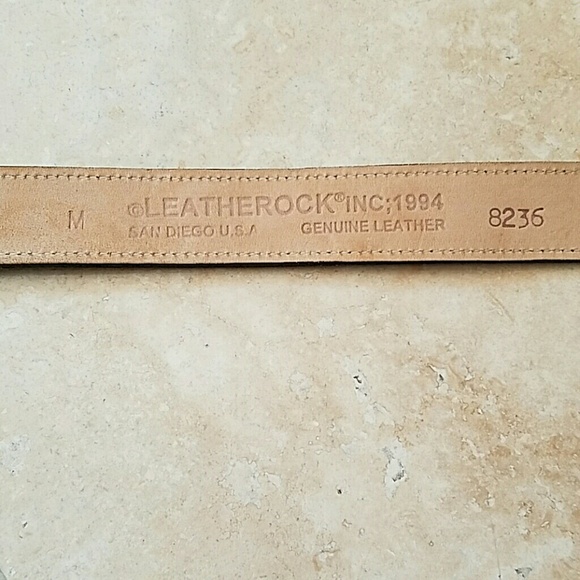 M
©LEATHEROCK® INC;1994
SAN DIEGO U.S.A GENUINE LEATHER
8236